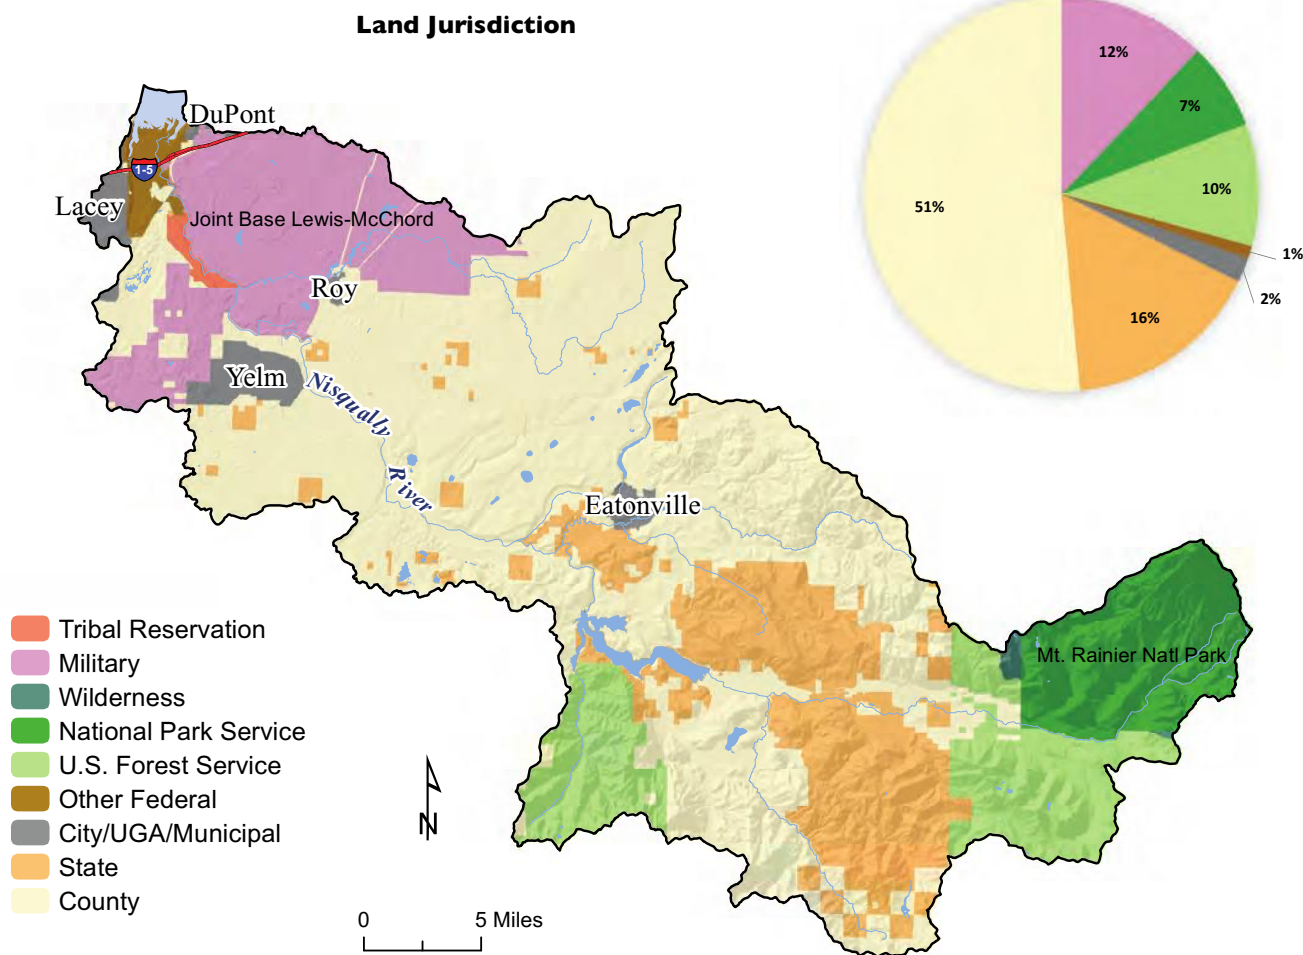 Land Jurisdiction
12%
7%
10%
51%
1%
2%
16%
DuPont
I-5
Lacey
Joint Base Lewis-McChord
Roy
Yelm
Nisqually
River
Eatonville
Mt. Rainier Natl Park
Tribal Reservation
Military
Wilderness
National Park Service
U.S. Forest Service
Other Federal
City/UGA/Municipal
State
County
N
0 5 Miles